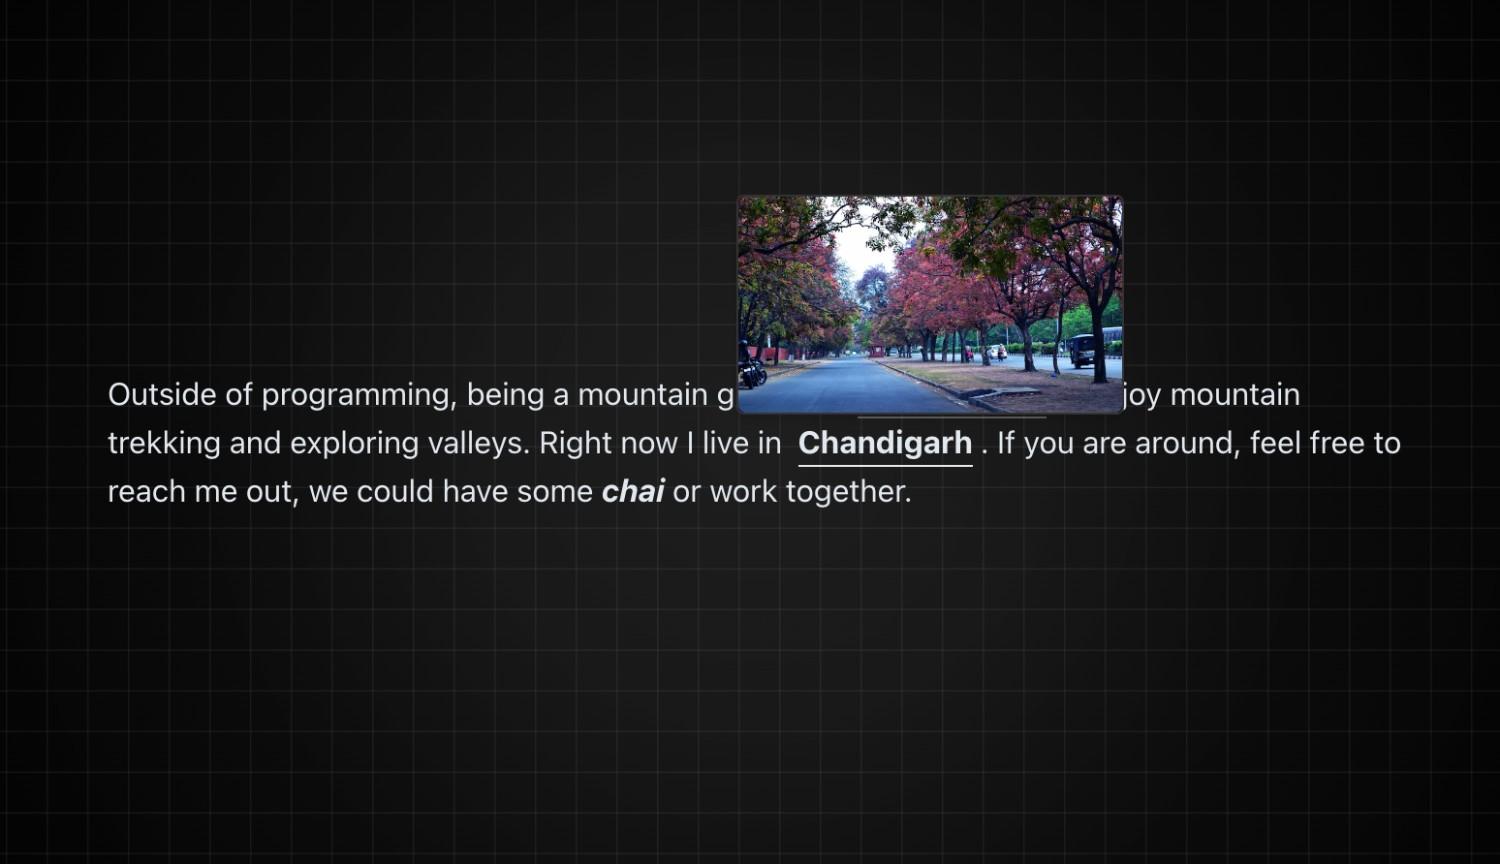 Outside of programming, being a mountain g joy mountain
trekking and exploring valleys. Right now I live in Chandigarh . If you are around, feel free to
reach me out, we could have some chai or work together.